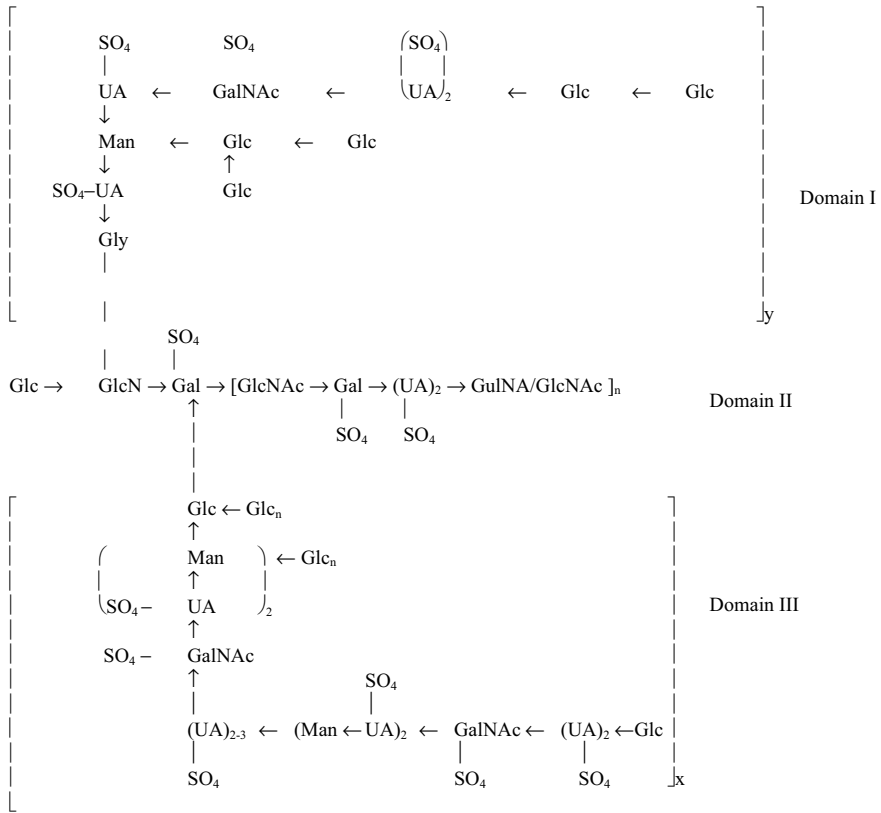 SO₄ SO₄ (SO₄)
UA ← GalNAc ← (UA)₂ ← Glc ← Glc
↓
Man ← Glc ← Glc
↓ ↑
SO₄–UA Glc
Domain I
↓
Gly
y
SO₄
Glc → GlcN → Gal → [GlcNAc → Gal → (UA)₂ → GulNA/GlcNAc ]ₙ
Domain II
↑
SO₄ SO₄
Glc ← Glcₙ
↑
Man ← Glcₙ
↑
(SO₄ – UA )₂
Domain III
↑
SO₄ – GalNAc
↑
SO₄
(UA)₂₋₃ ← (Man ← UA)₂ ← GalNAc ← (UA)₂ ← Glc
SO₄ SO₄ SO₄ x